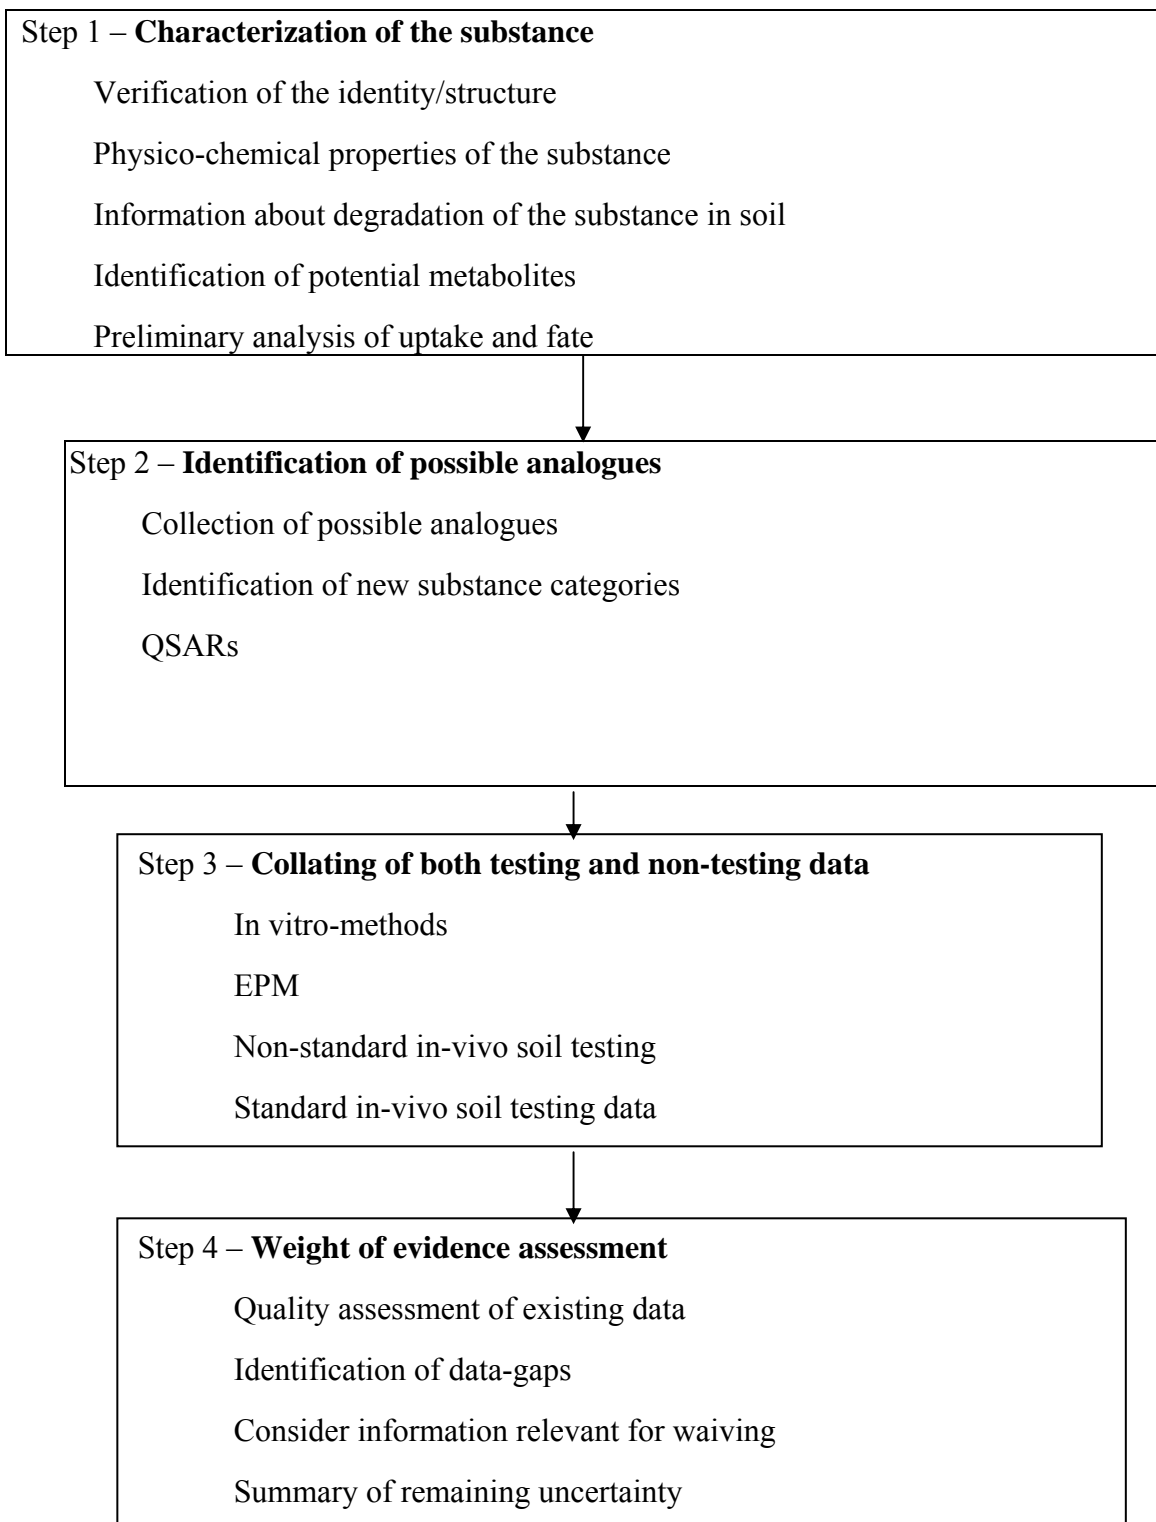 Step 1 – Characterization of the substance
Verification of the identity/structure
Physico-chemical properties of the substance
Information about degradation of the substance in soil
Identification of potential metabolites
Preliminary analysis of uptake and fate
Step 2 – Identification of possible analogues
Collection of possible analogues
Identification of new substance categories
QSARs
Step 3 – Collating of both testing and non-testing data
In vitro-methods
EPM
Non-standard in-vivo soil testing
Standard in-vivo soil testing data
Step 4 – Weight of evidence assessment
Quality assessment of existing data
Identification of data-gaps
Consider information relevant for waiving
Summary of remaining uncertainty